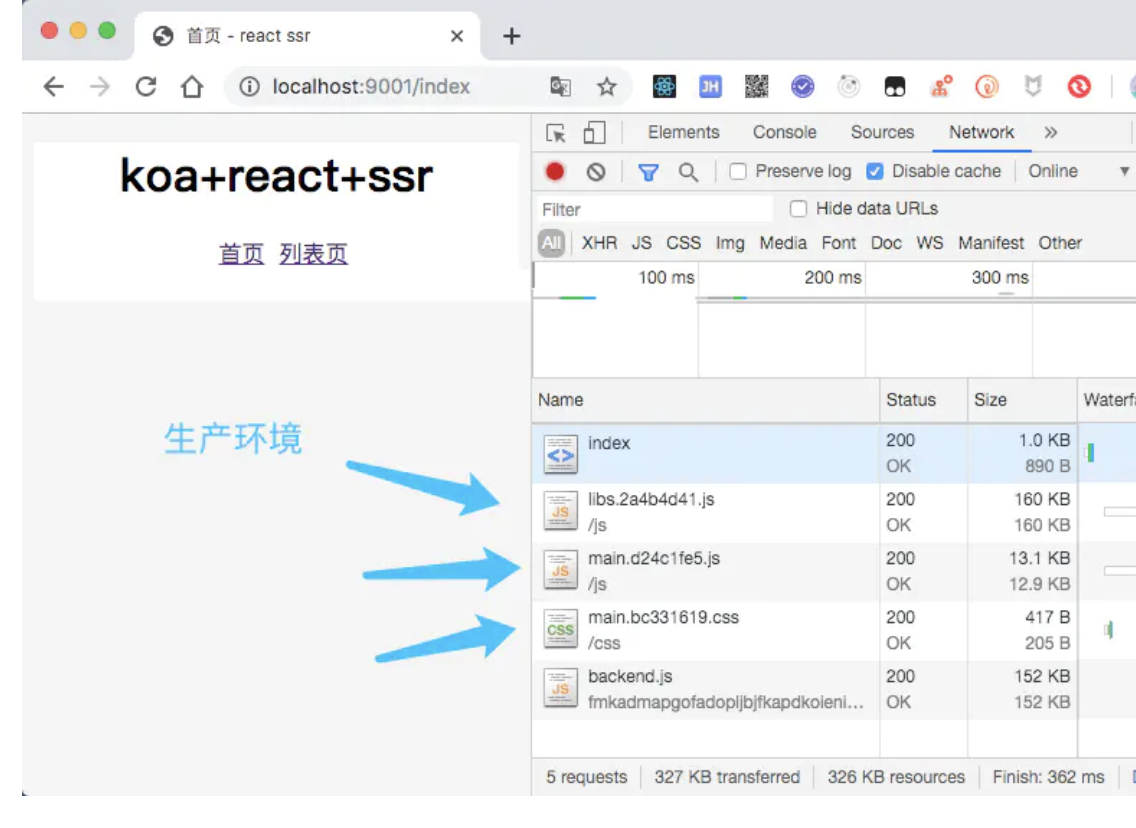 首页 - react ssr
localhost:9001/index
JH
koa+react+ssr
首页 列表页
生产环境
Elements Console Sources Network »
Preserve log Disable cache Online
Filter Hide data URLs
All XHR JS CSS Img Media Font Doc WS Manifest Other
100 ms 200 ms 300 ms
Name Status Size
index 200 1.0 KB
OK 890 B
JS libs.2a4b4d41.js 200 160 KB
/js OK 160 KB
JS main.d24c1fe5.js 200 13.1 KB
/js OK 12.9 KB
CSS main.bc331619.css 200 417 B
/css OK 205 B
JS backend.js 200 152 KB
fmkadmapgofadopljbjfkapdkoieni... OK 152 KB
5 requests 327 KB transferred 326 KB resources Finish: 362 ms